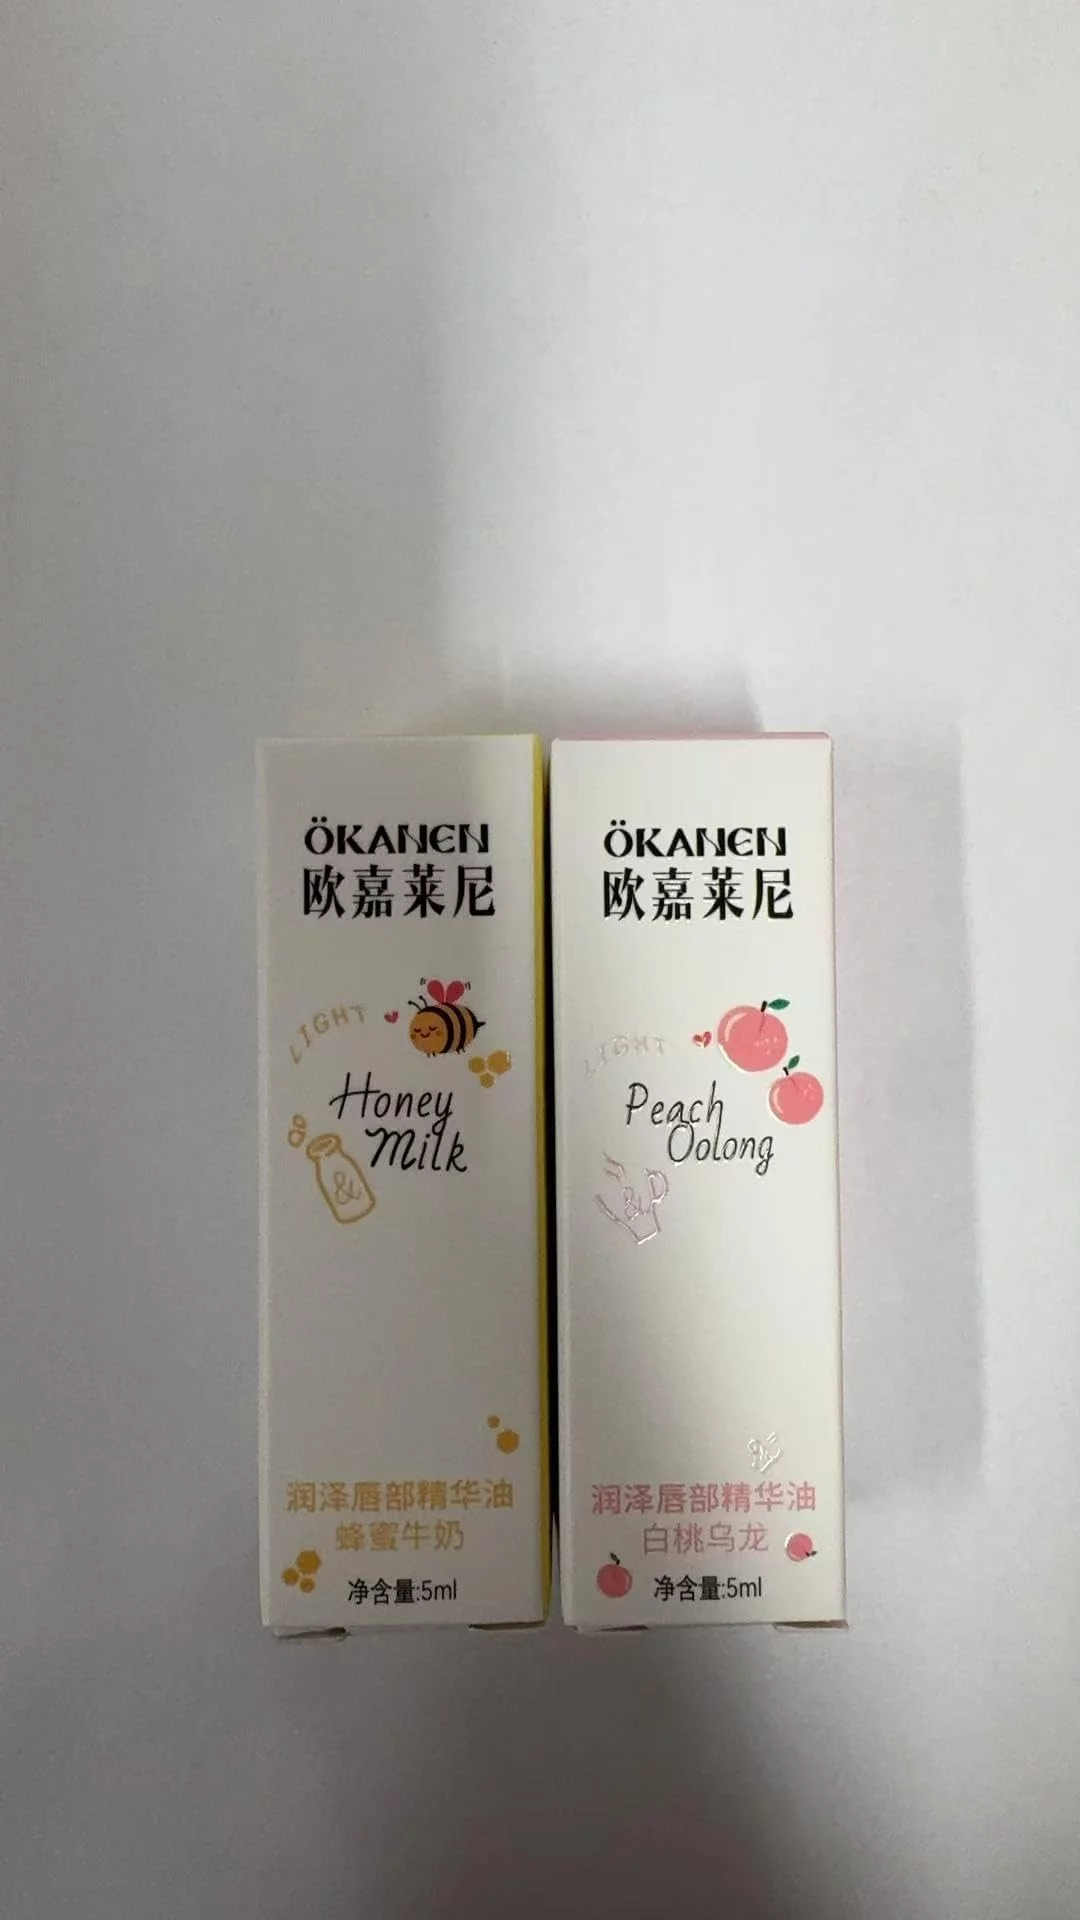 ÖKANEN
欧嘉莱尼
LIGHT
Honey
Milk
&
润泽唇部精华油
蜂蜜牛奶
净含量:5ml
ÖKANEN
欧嘉莱尼
LIGHT
Peach
Oolong
&
润泽唇部精华油
白桃乌龙
净含量:5ml